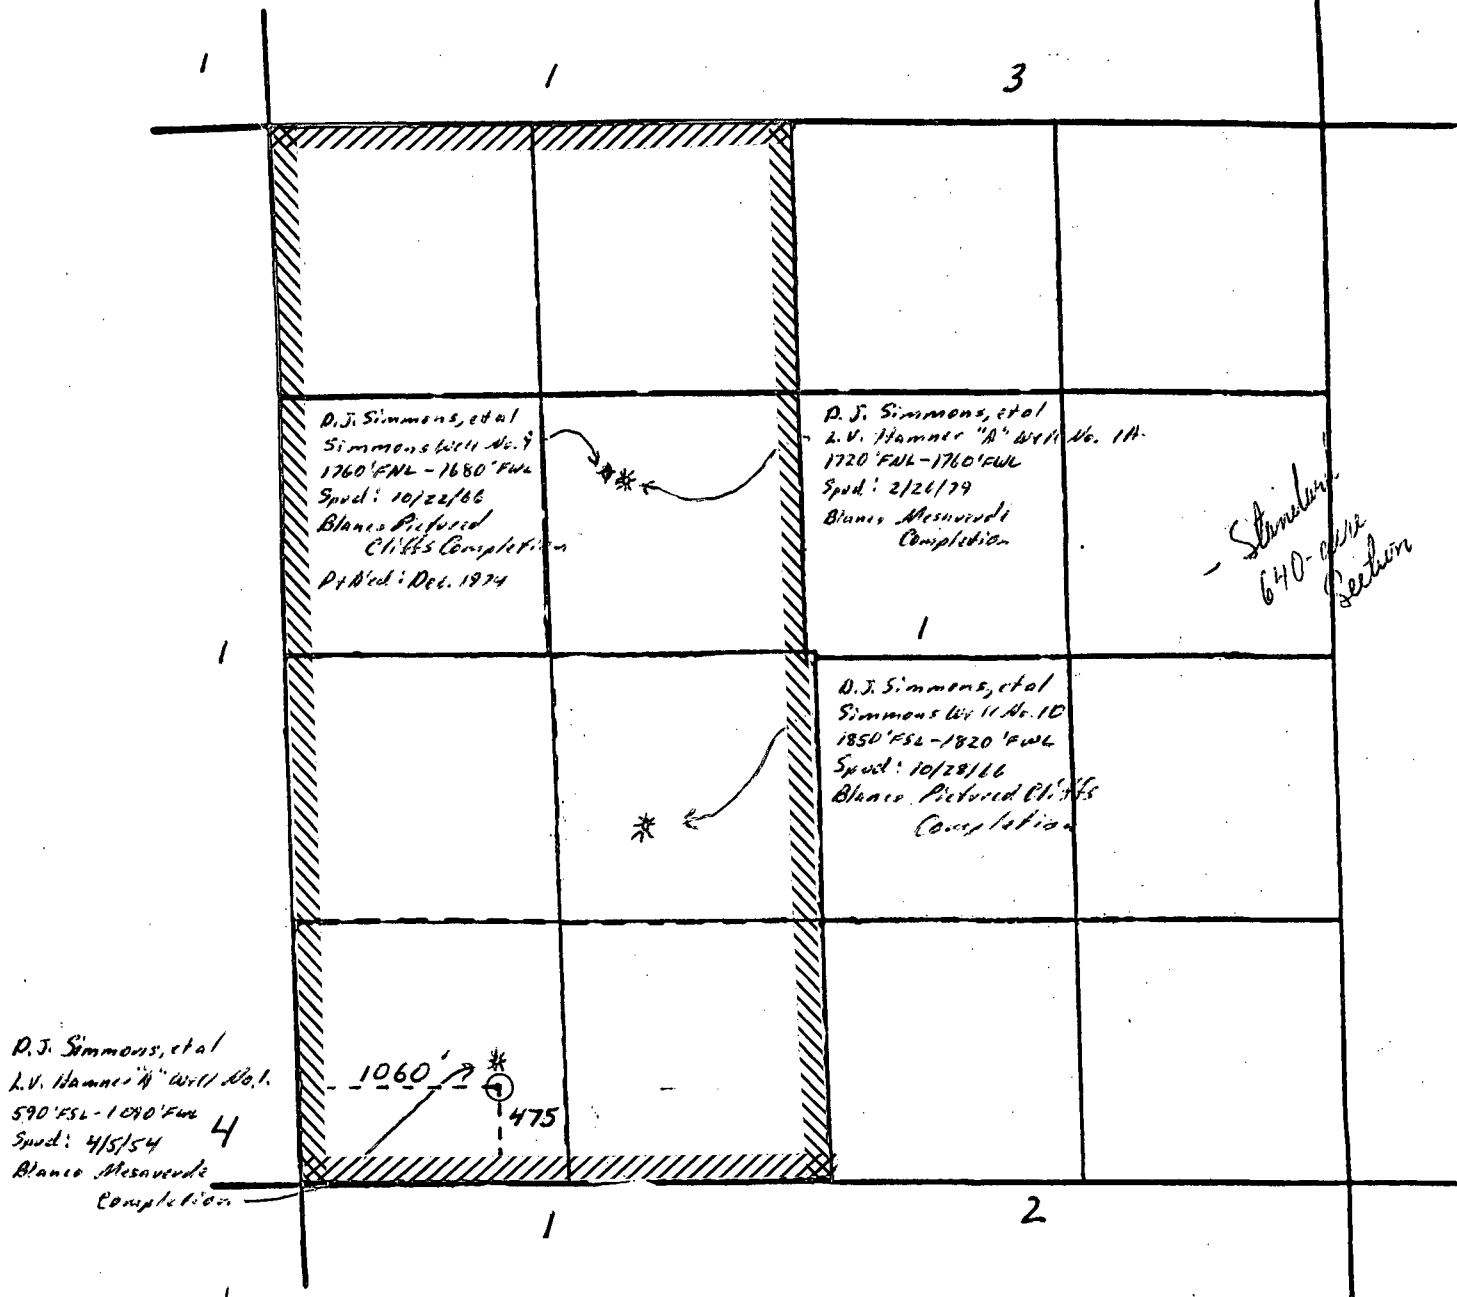 1
1
3
D.J. Simmons, et al
Simmons Well No. 9
1760' FNL - 1680' FWL
Spud: 10/22/66
Blanco Pictured
Cliffs Completion
P+A'ed: Dec. 1974
D.J. Simmons, et al
L.V. Hamner "A" Well No. 1A
1720' FNL - 1760' FWL
Spud: 2/26/79
Blanco Mesaverde
Completion
- Standard
640-acre
Section
1
1
D.J. Simmons, et al
Simmons Well No. 10
1850' FSL - 1820' FWL
Spud: 10/28/66
Blanco Pictured Cliffs
Completion
D.J. Simmons, et al
L.V. Hamner "A" Well No. 1.
590' FSL - 1090' FWL
Spud: 4/5/54
Blanco Mesaverde
Completion
4
1060'
475
1
2